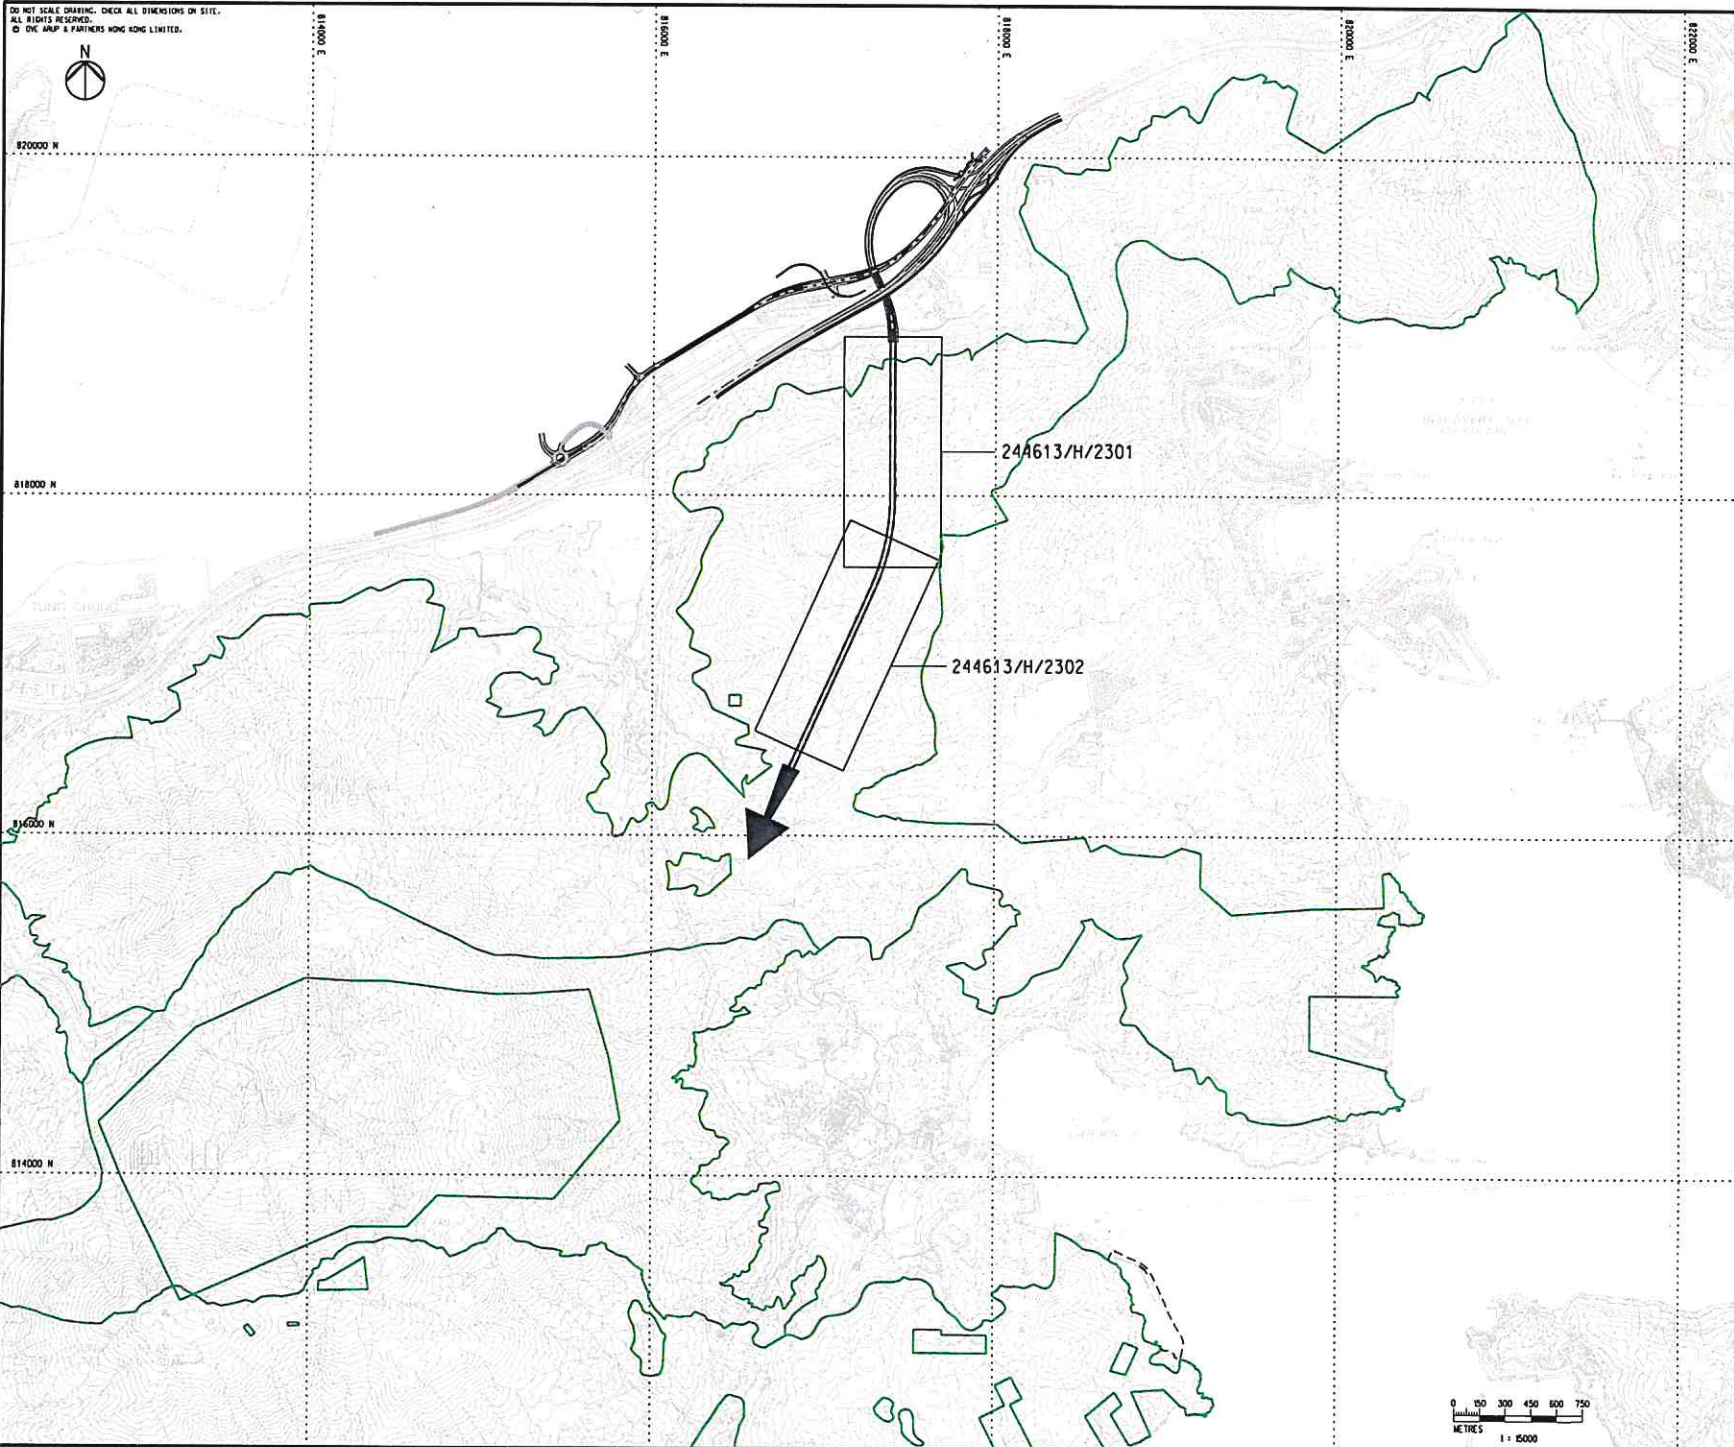 DO NOT SCALE DRAWING. CHECK ALL DIMENSIONS ON SITE.
ALL RIGHTS RESERVED.
© OVE ARUP & PARTNERS HONG KONG LIMITED.
N
814000 E
816000 E
818000 E
820000 E
822000 E
820000 N
818000 N
816000 N
814000 N
244613/H/2301
244613/H/2302
TUNG CHUNG
0 150 300 450 600 750
METRES
1 : 15000